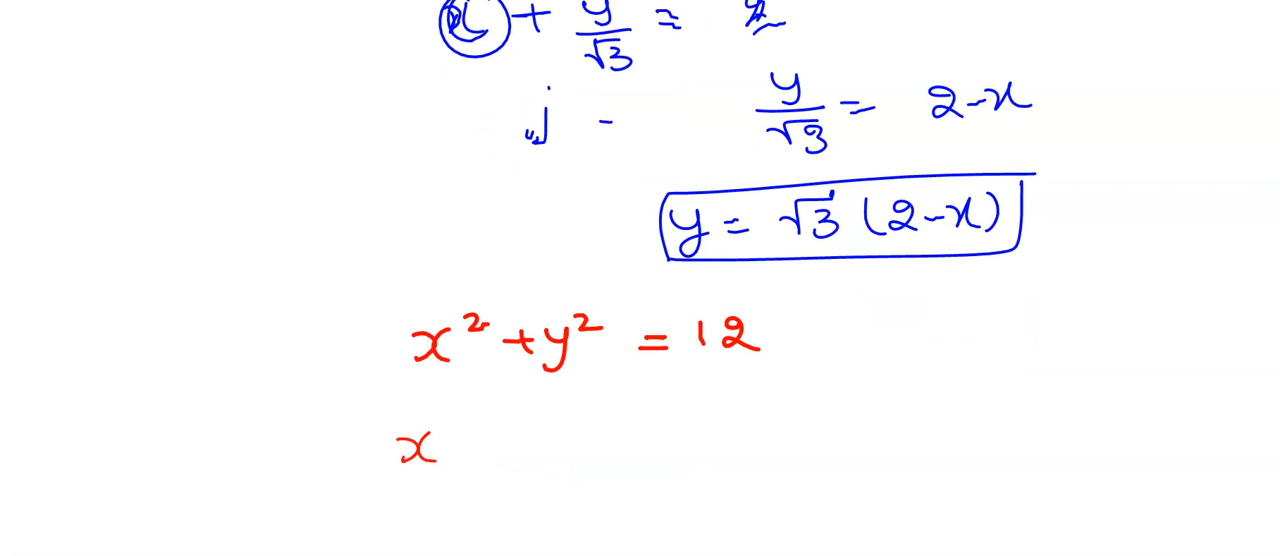 x + y/√3 = 2
y/√3 = 2-x
y = √3 (2-x)
x² + y² = 12
x